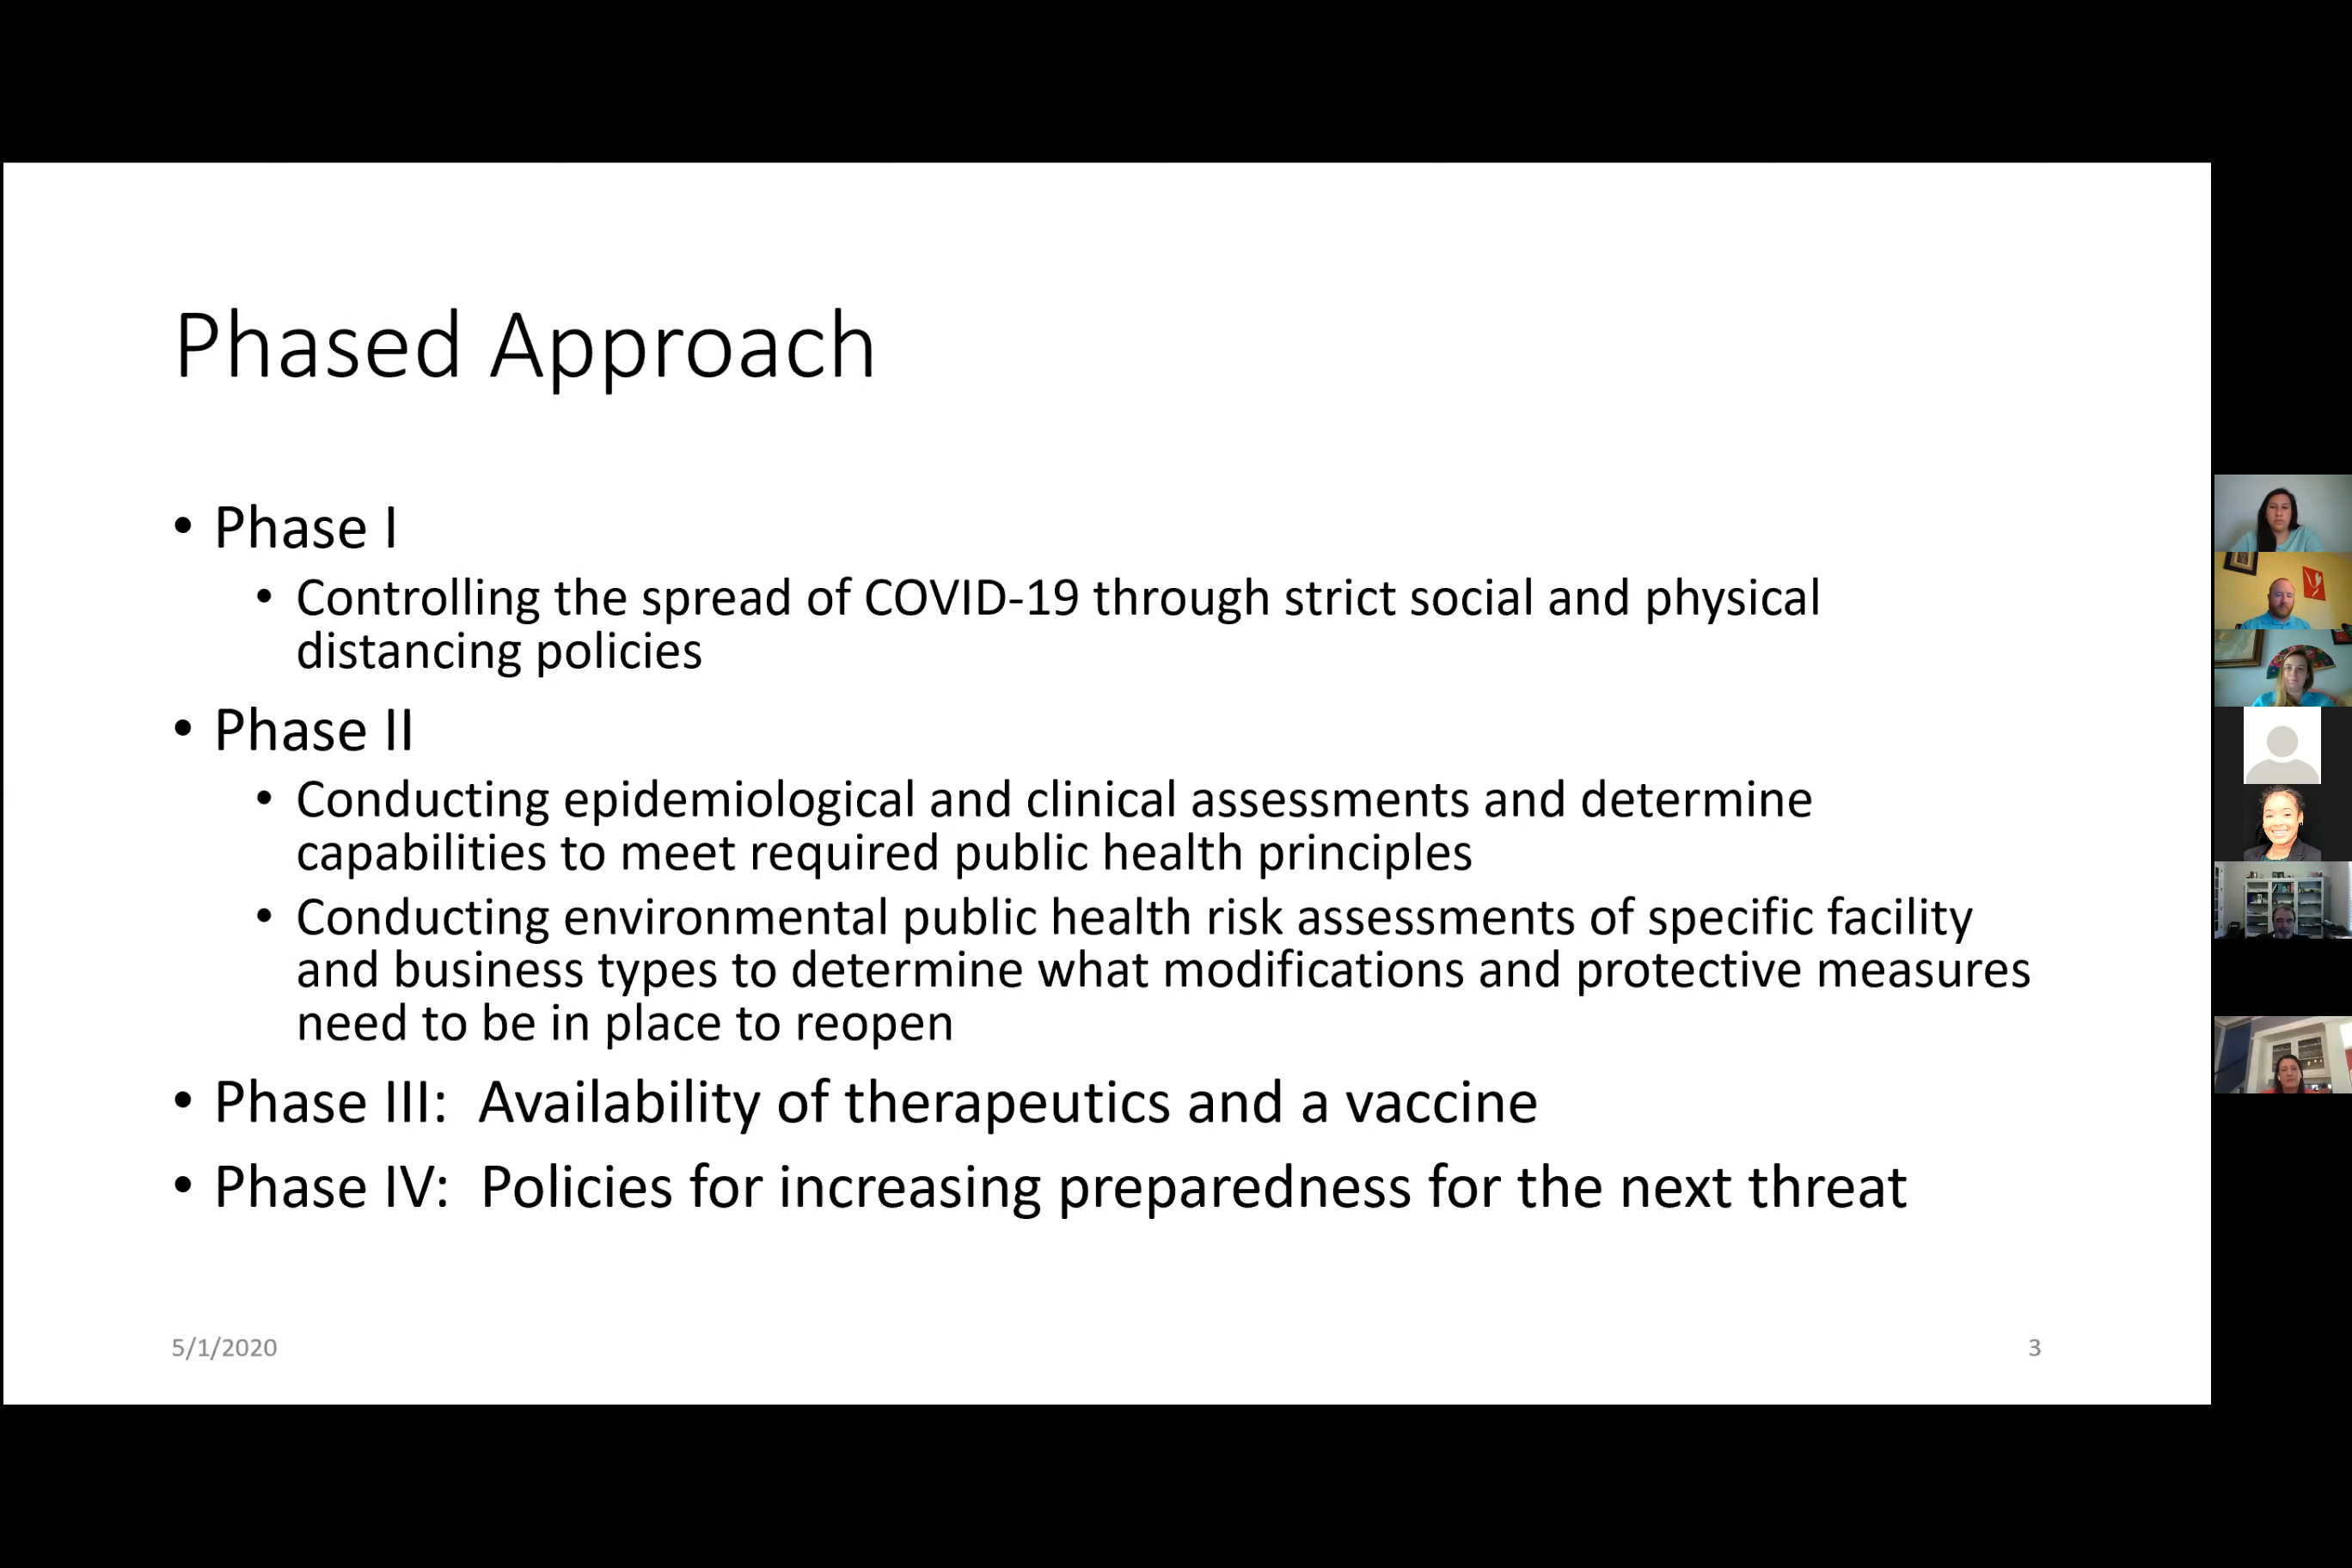 Phased Approach
• Phase I
• Controlling the spread of COVID-19 through strict social and physical
distancing policies
• Phase II
• Conducting epidemiological and clinical assessments and determine
capabilities to meet required public health principles
• Conducting environmental public health risk assessments of specific facility
and business types to determine what modifications and protective measures
need to be in place to reopen
• Phase III:  Availability of therapeutics and a vaccine
• Phase IV:  Policies for increasing preparedness for the next threat
5/1/2020
3